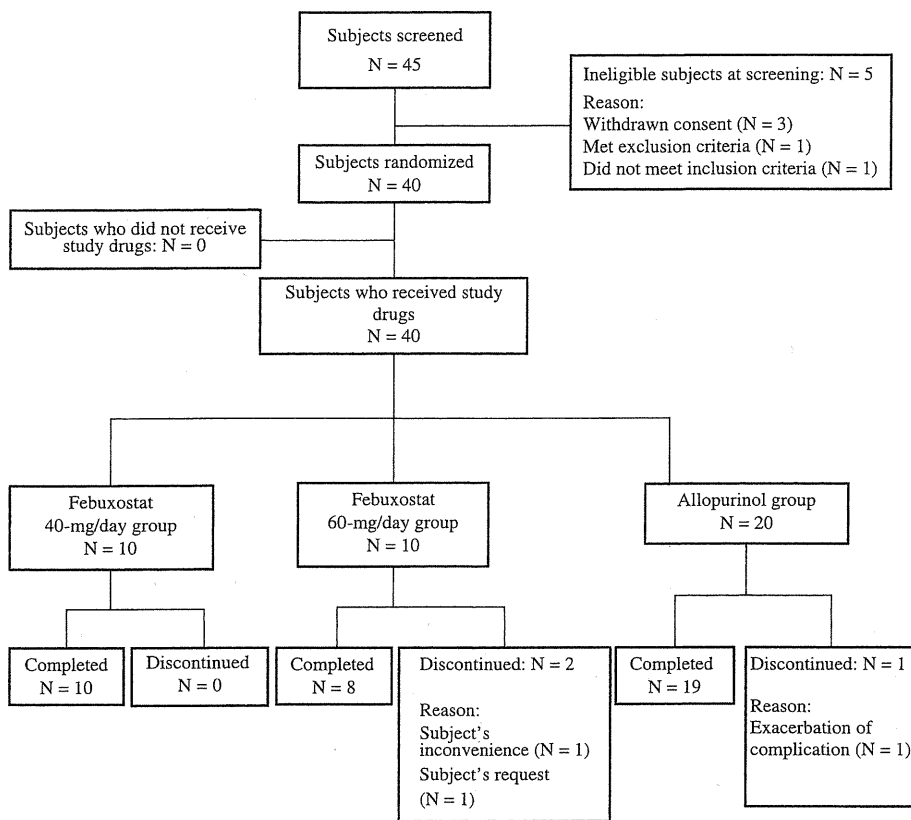 Subjects screened
N = 45
Ineligible subjects at screening: N = 5
Reason:
Withdrawn consent (N = 3)
Met exclusion criteria (N = 1)
Did not meet inclusion criteria (N = 1)
Subjects randomized
N = 40
Subjects who did not receive
study drugs: N = 0
Subjects who received study
drugs
N = 40
Febuxostat
40-mg/day group
N = 10
Febuxostat
60-mg/day group
N = 10
Allopurinol group
N = 20
Completed
N = 10
Discontinued
N = 0
Completed
N = 8
Discontinued: N = 2
Reason:
Subject's
inconvenience (N = 1)
Subject's request
(N = 1)
Completed
N = 19
Discontinued: N = 1
Reason:
Exacerbation of
complication (N = 1)